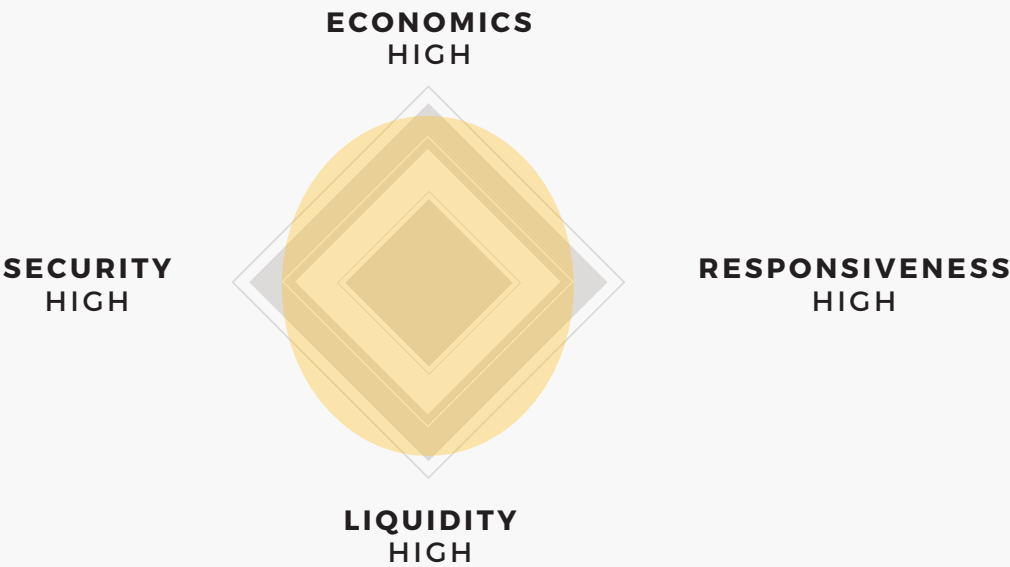 ECONOMICS
HIGH
SECURITY
HIGH
RESPONSIVENESS
HIGH
LIQUIDITY
HIGH